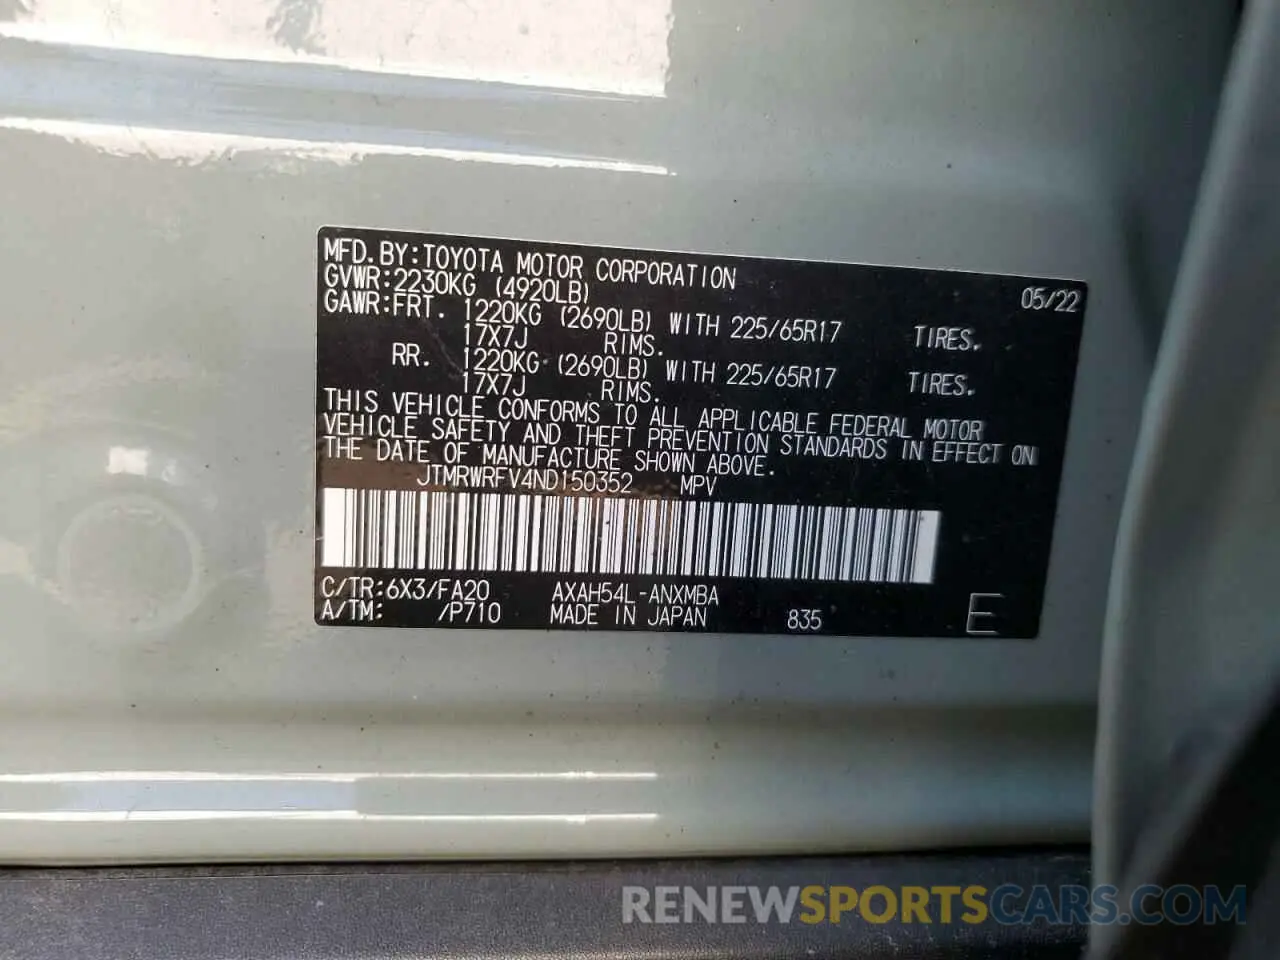 MFD.BY:TOYOTA MOTOR CORPORATION 05/22
GVWR:2230KG (4920LB)
GAWR:FRT. 1220KG (2690LB) WITH 225/65R17 TIRES.
17X7J RIMS.
RR. 1220KG (2690LB) WITH 225/65R17 TIRES.
17X7J RIMS.
THIS VEHICLE CONFORMS TO ALL APPLICABLE FEDERAL MOTOR
VEHICLE SAFETY AND THEFT PREVENTION STANDARDS IN EFFECT ON
THE DATE OF MANUFACTURE SHOWN ABOVE.
JTMRWRFV4ND150352 MPV
C/TR:6X3/FA20 AXAH54L-ANXMBA
A/TM: /P710 MADE IN JAPAN 835 E
RENEWSPORTSCARS.COM